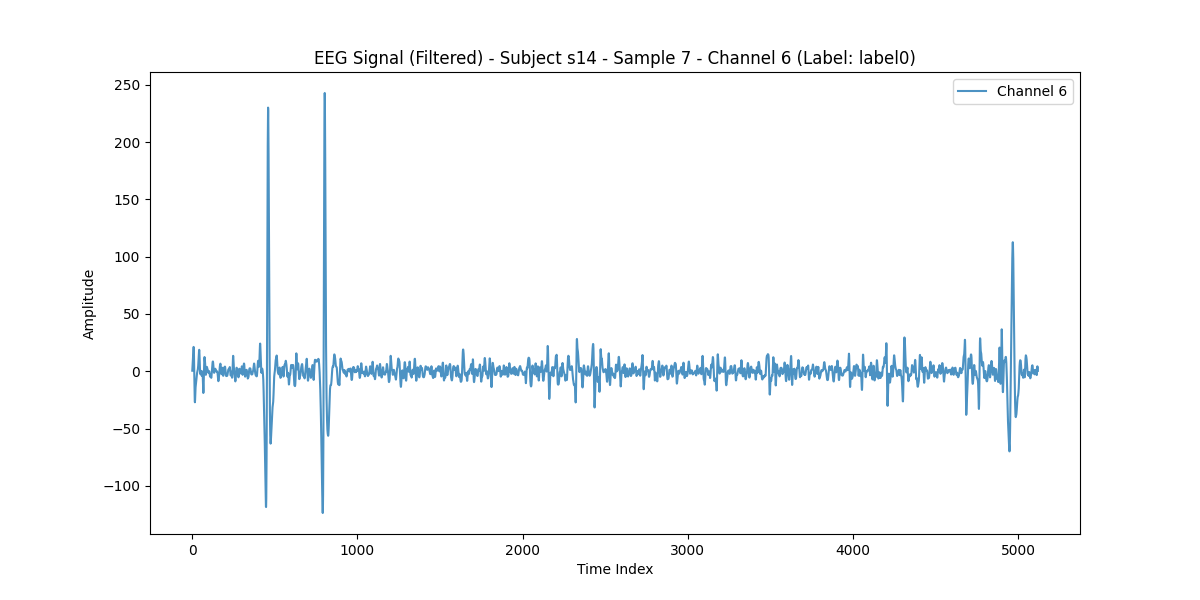 EEG Signal (Filtered) - Subject s14 - Sample 7 - Channel 6 (Label: label0)
Channel 6
250
200
150
100
50
0
−50
−100
Amplitude
0 1000 2000 3000 4000 5000
Time Index